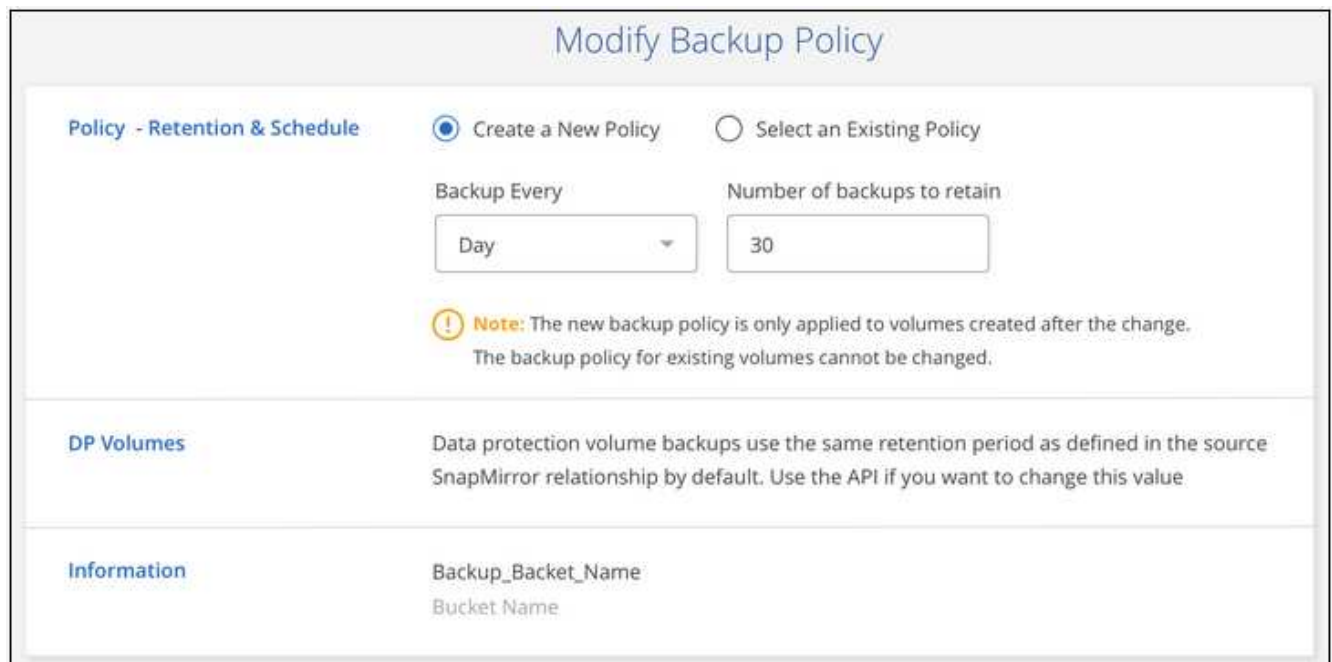 Modify Backup Policy
Policy - Retention & Schedule
Create a New Policy
Select an Existing Policy
Backup Every
Number of backups to retain
Day
30
Note: The new backup policy is only applied to volumes created after the change.
The backup policy for existing volumes cannot be changed.
DP Volumes
Data protection volume backups use the same retention period as defined in the source
SnapMirror relationship by default. Use the API if you want to change this value
Information
Backup_Backet_Name
Bucket Name